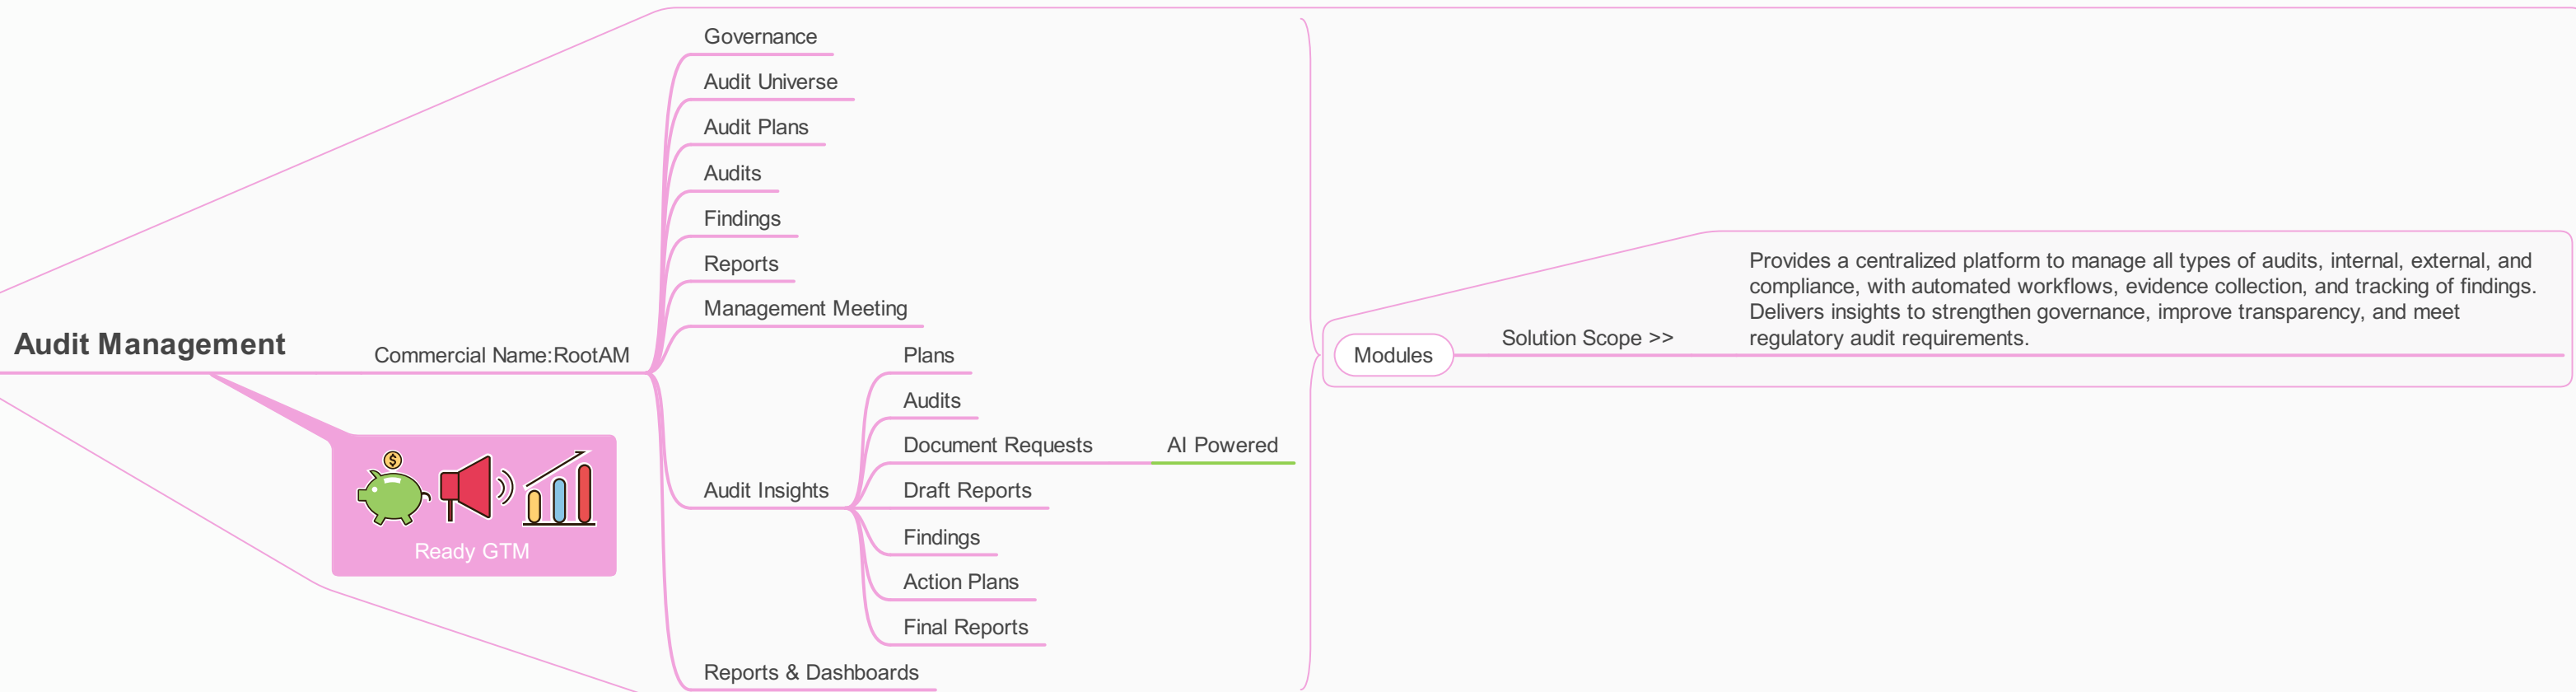 Governance
Audit Universe
Audit Plans
Audits
Findings
Reports
Management Meeting
Audit Management
Commercial Name:RootAM
Plans
Audits
Document Requests
AI Powered
Audit Insights
Draft Reports
Findings
Action Plans
Final Reports
Reports & Dashboards
$
Ready GTM
Modules
Solution Scope >>
Provides a centralized platform to manage all types of audits, internal, external, and
compliance, with automated workflows, evidence collection, and tracking of findings.
Delivers insights to strengthen governance, improve transparency, and meet
regulatory audit requirements.